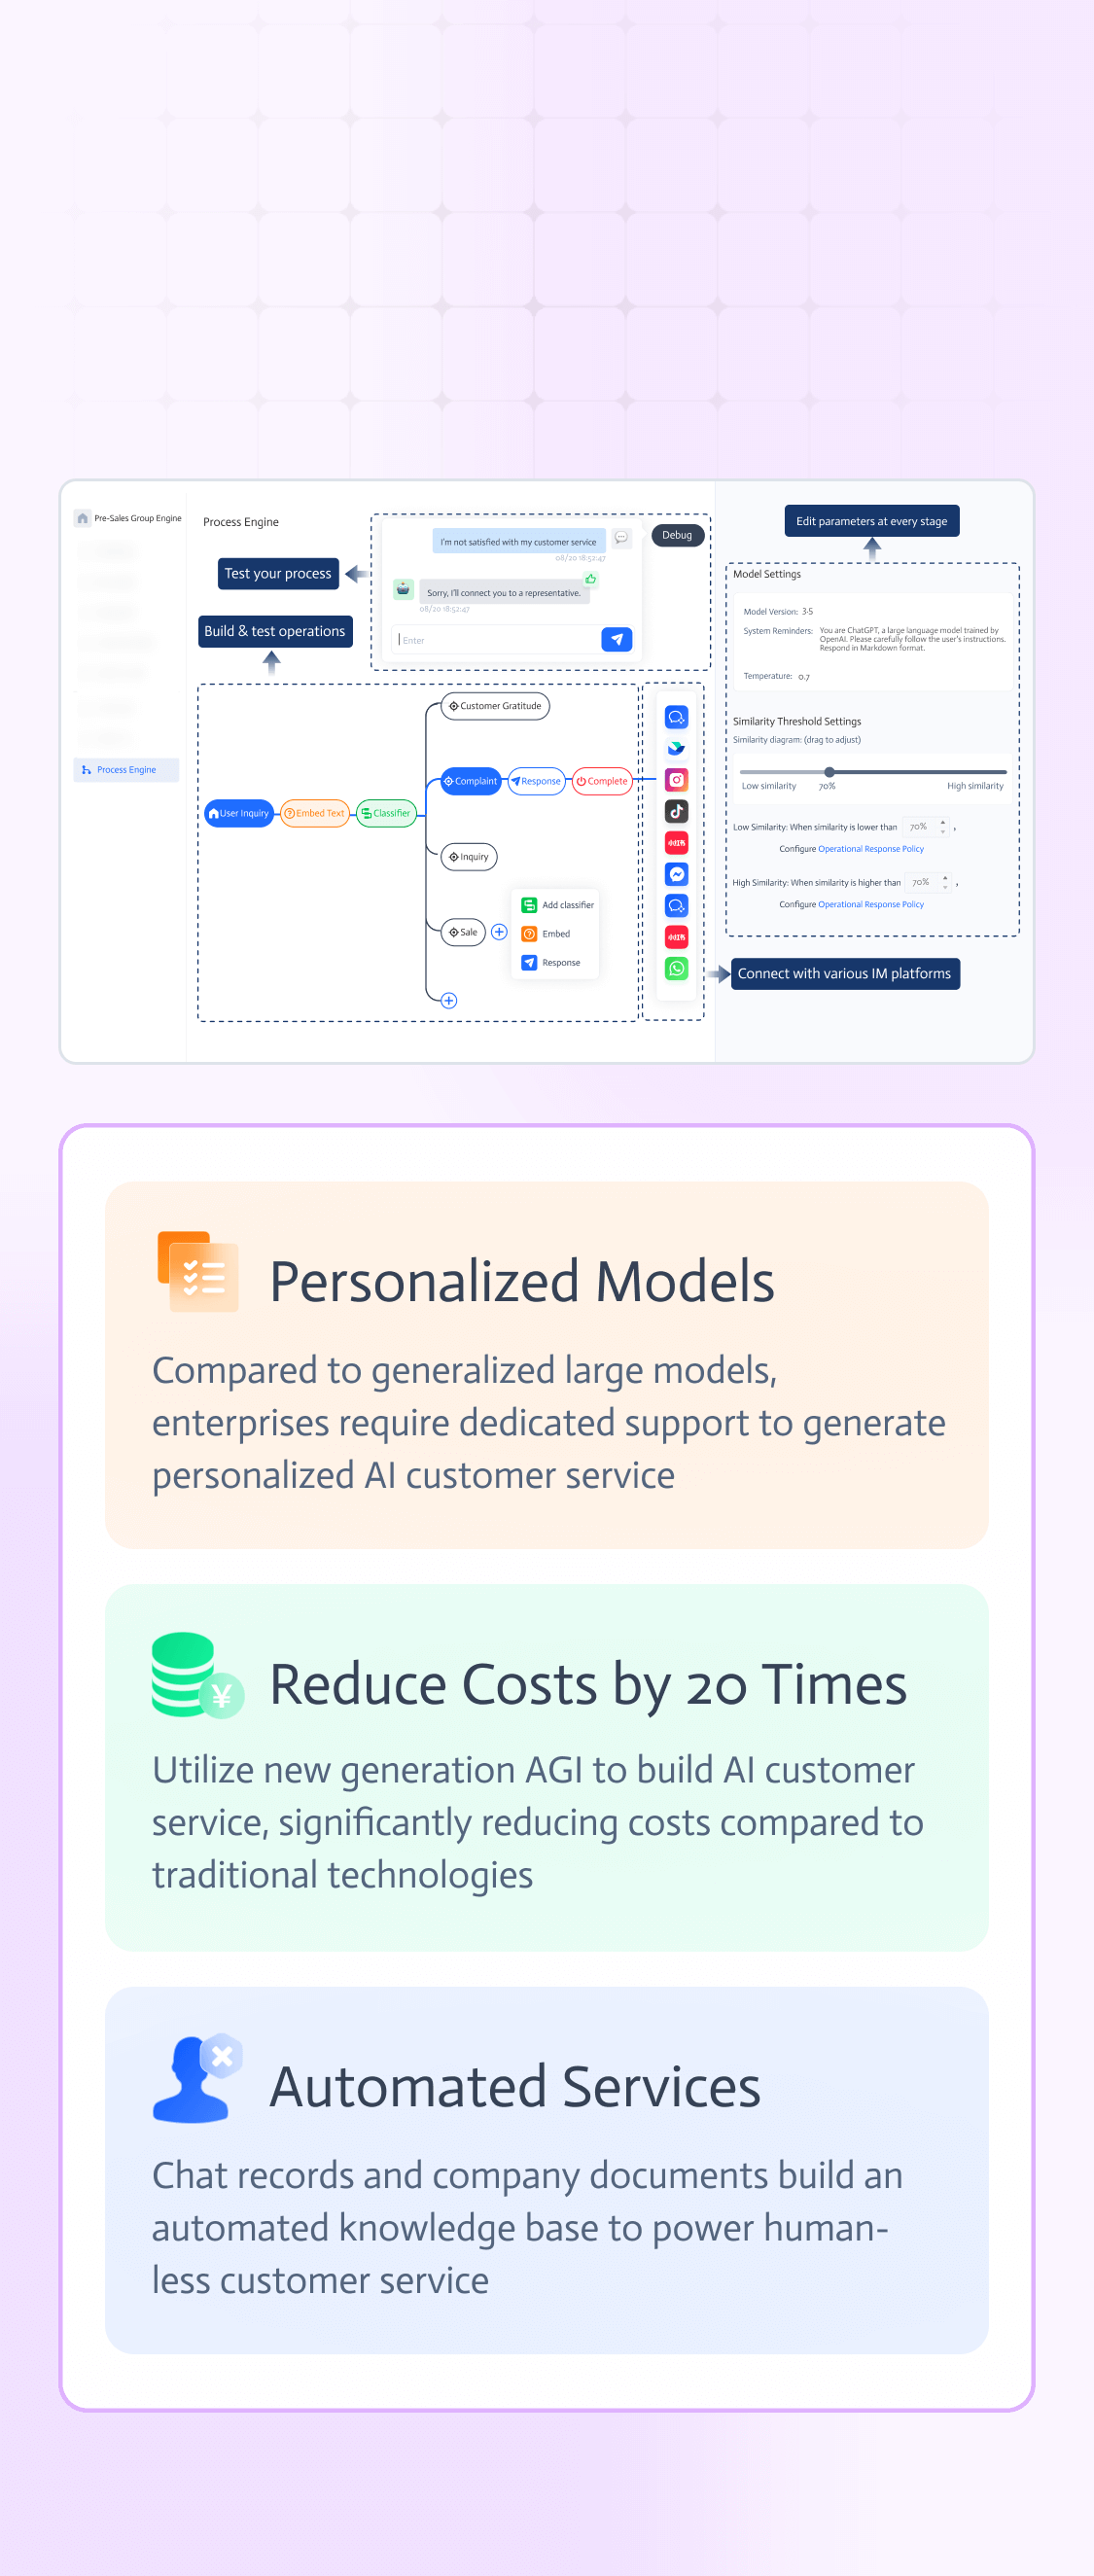 Pre-Sales Group Engine
Process Engine
Process Engine
Test your process
Build & test operations
I'm not satisfied with my customer service
08/20 18:52:47
Debug
Sorry, I'll connect you to a representative.
08/20 18:52:47
Enter
User Inquiry
Embed Text
Classifier
Customer Gratitude
Complaint
Response
Complete
Inquiry
Sale
Add classifier
Embed
Response
Edit parameters at every stage
Model Settings
Model Version: 3.5
System Reminders: You are ChatGPT, a large language model trained by
OpenAI. Please carefully follow the user's instructions.
Respond in Markdown format.
Temperature: 0.7
Similarity Threshold Settings
Similarity diagram: (drag to adjust)
Low similarity 70% High similarity
Low Similarity: When similarity is lower than 70% ,
Configure Operational Response Policy
High Similarity: When similarity is higher than 70% ,
Configure Operational Response Policy
Connect with various IM platforms
Personalized Models
Compared to generalized large models,
enterprises require dedicated support to generate
personalized AI customer service
¥
Reduce Costs by 20 Times
Utilize new generation AGI to build AI customer
service, significantly reducing costs compared to
traditional technologies
Automated Services
Chat records and company documents build an
automated knowledge base to power human-
less customer service